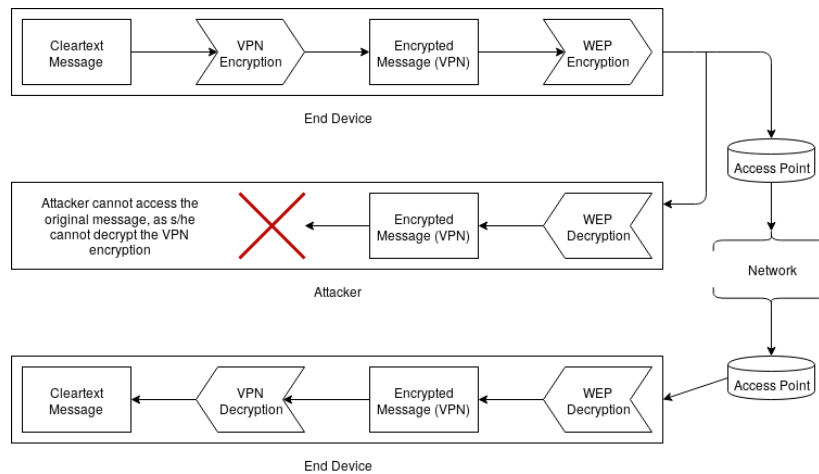 Cleartext
Message
VPN
Encryption
Encrypted
Message (VPN)
WEP
Encryption
End Device
Access Point
Attacker cannot access the
original message, as s/he
cannot decrypt the VPN
encryption
Encrypted
Message (VPN)
WEP
Decryption
Attacker
Network
Cleartext
Message
VPN
Decryption
Encrypted
Message (VPN)
WEP
Decryption
Access Point
End Device